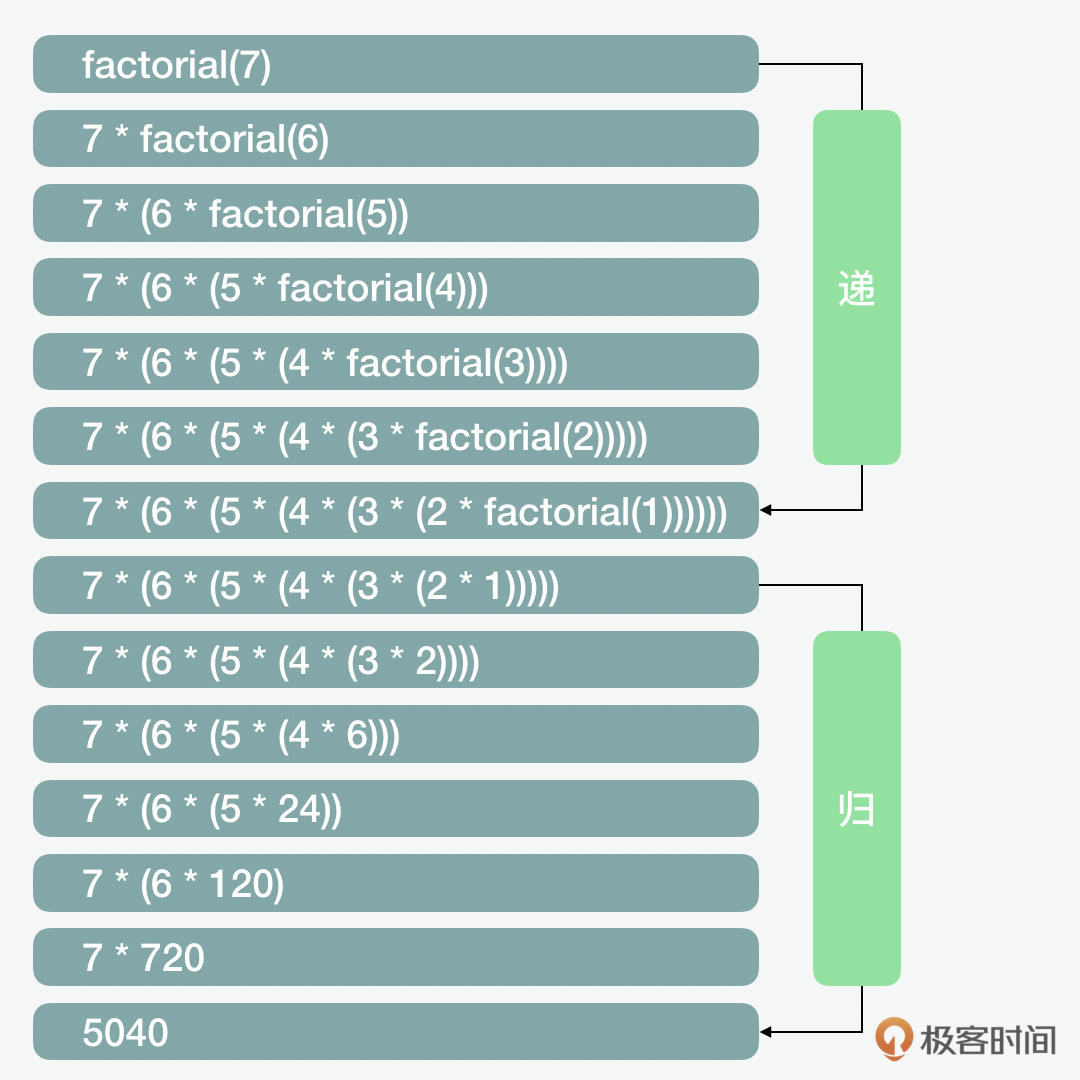 factorial(7)
7 * factorial(6)
7 * (6 * factorial(5))
7 * (6 * (5 * factorial(4)))
7 * (6 * (5 * (4 * factorial(3))))
7 * (6 * (5 * (4 * (3 * factorial(2)))))
7 * (6 * (5 * (4 * (3 * (2 * factorial(1))))))
递
7 * (6 * (5 * (4 * (3 * (2 * 1)))))
7 * (6 * (5 * (4 * (3 * 2))))
7 * (6 * (5 * (4 * 6)))
7 * (6 * (5 * 24))
7 * (6 * 120)
7 * 720
5040
归
极客时间